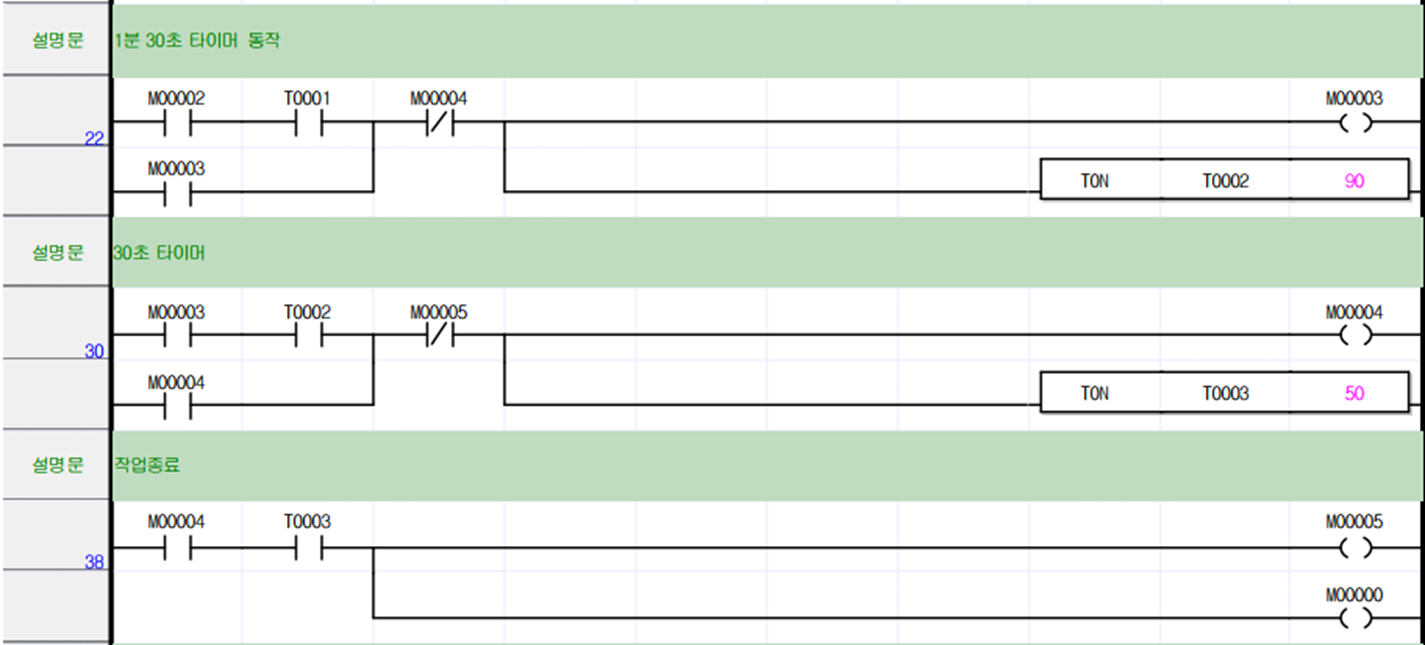 설명문 1분 30초 타이머 동작
M00002 T0001 M00004 M00003
22
M00003
TON T0002 90
설명문 30초 타이머
M00003 T0002 M00005 M00004
30
M00004
TON T0003 50
설명문 작업종료
M00004 T0003 M00005
38
M00000